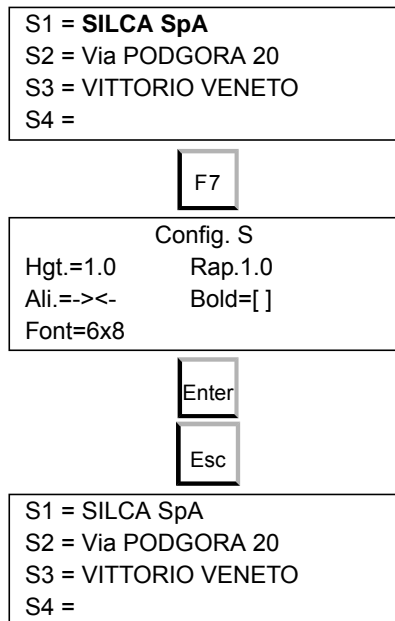 S1 = SILCA SpA
S2 = Via PODGORA 20
S3 = VITTORIO VENETO
S4 =
F7
Config. S
Hgt.=1.0 Rap.1.0
Ali.=-><- Bold=[ ]
Font=6x8
Enter
Esc
S1 = SILCA SpA
S2 = Via PODGORA 20
S3 = VITTORIO VENETO
S4 =